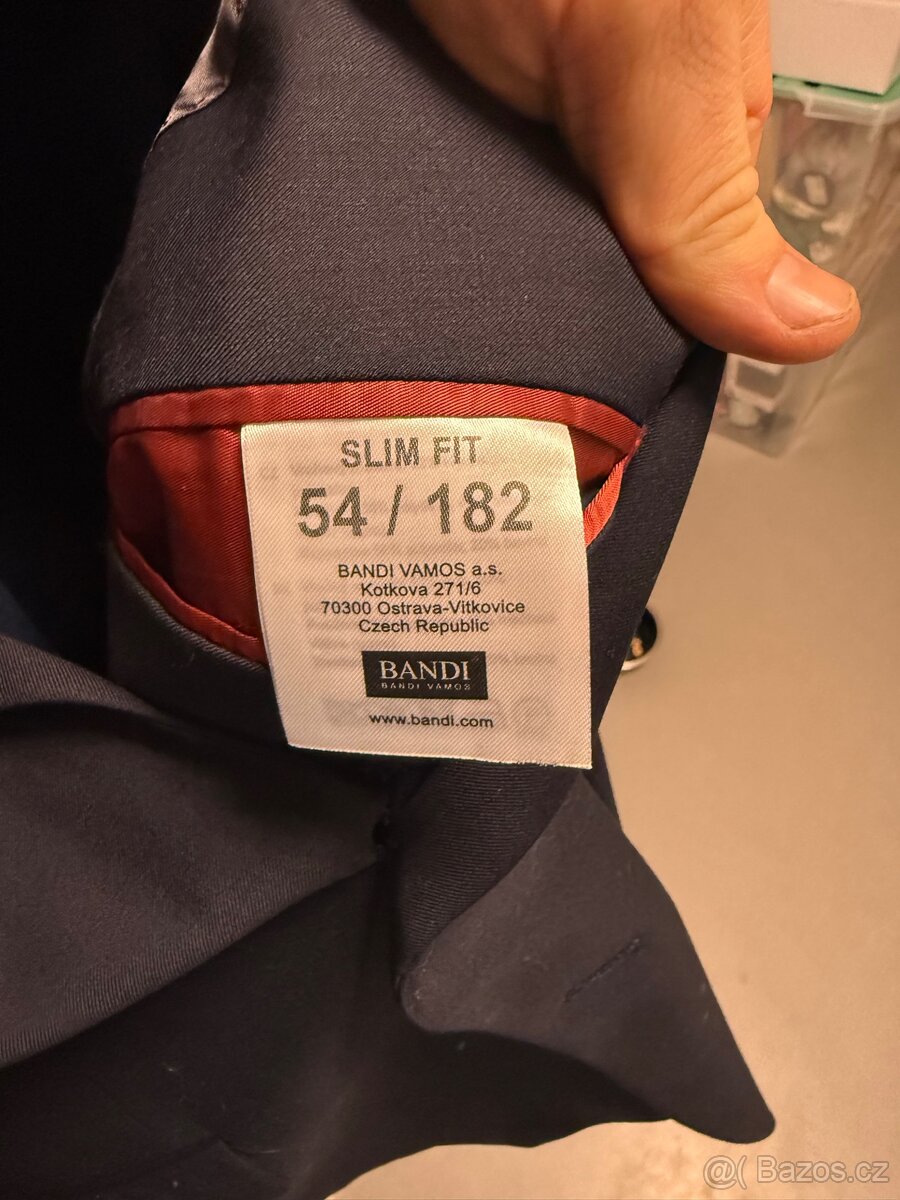 SLIM FIT
54 / 182
BANDI VAMOS a.s.
Kotkova 271/6
70300 Ostrava-Vitkovice
Czech Republic
BANDI
BANDI VAMOS
www.bandi.com
@( Bazos.cz